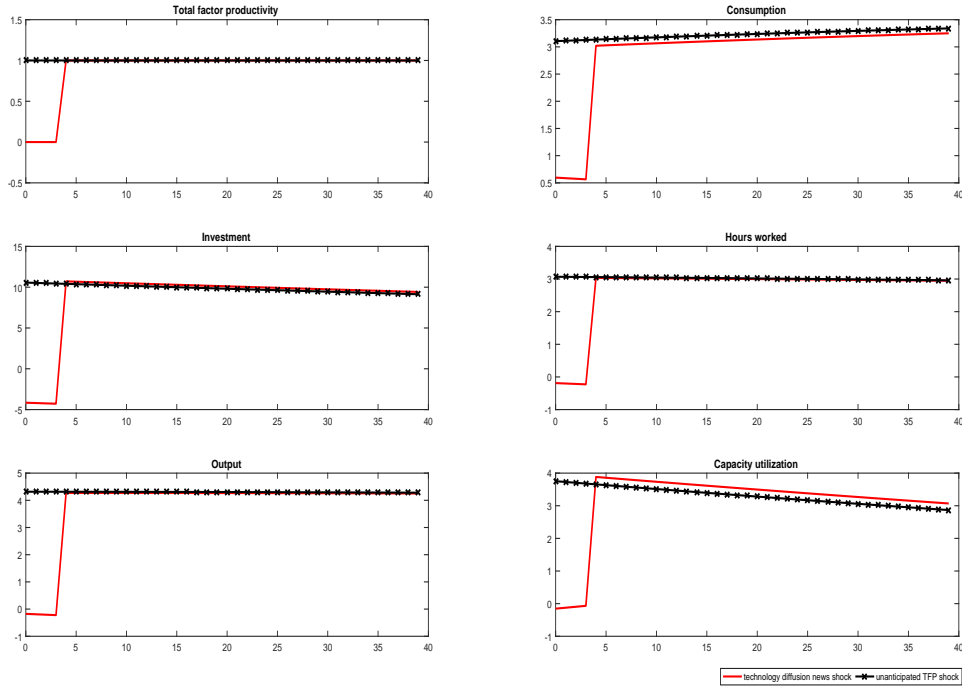 Total factor productivity
1.5
1
0.5
0
-0.5
0 5 10 15 20 25 30 35 40
Consumption
3.5
3
2.5
2
1.5
1
0.5
0 5 10 15 20 25 30 35 40
Investment
15
10
5
0
-5
0 5 10 15 20 25 30 35 40
Hours worked
4
3
2
1
0
-1
0 5 10 15 20 25 30 35 40
Output
5
4
3
2
1
0
-1
0 5 10 15 20 25 30 35 40
Capacity utilization
4
3
2
1
0
-1
0 5 10 15 20 25 30 35 40
technology diffusion news shock unanticipated TFP shock